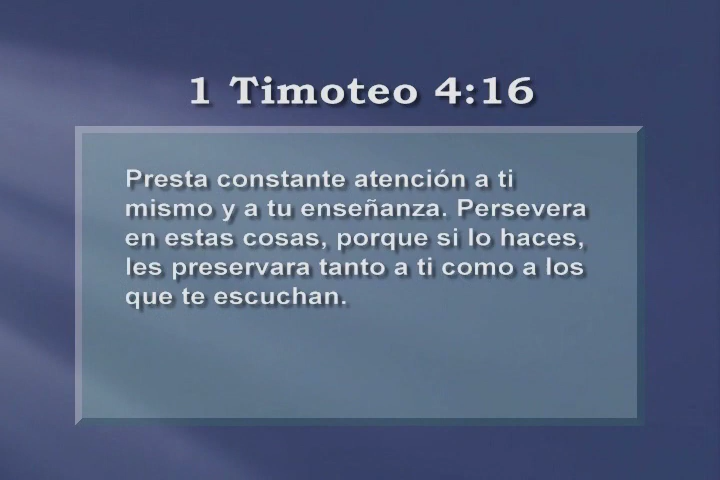 1 Timoteo 4:16
Presta constante atención a ti
mismo y a tu enseñanza. Persevera
en estas cosas, porque si lo haces,
les preservara tanto a ti como a los
que te escuchan.